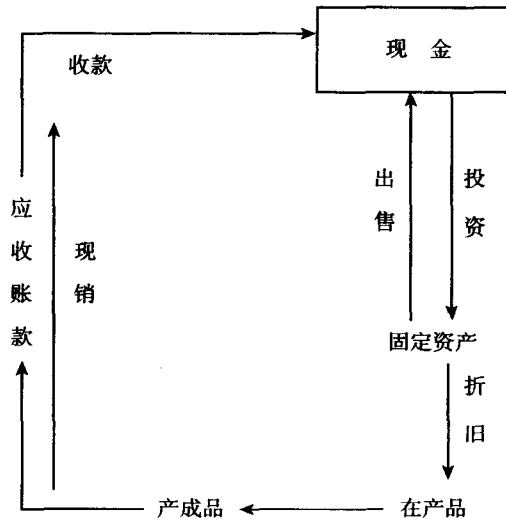 现 金
收款
出售
投资
应收账款
现销
固定资产
折旧
产成品
在产品